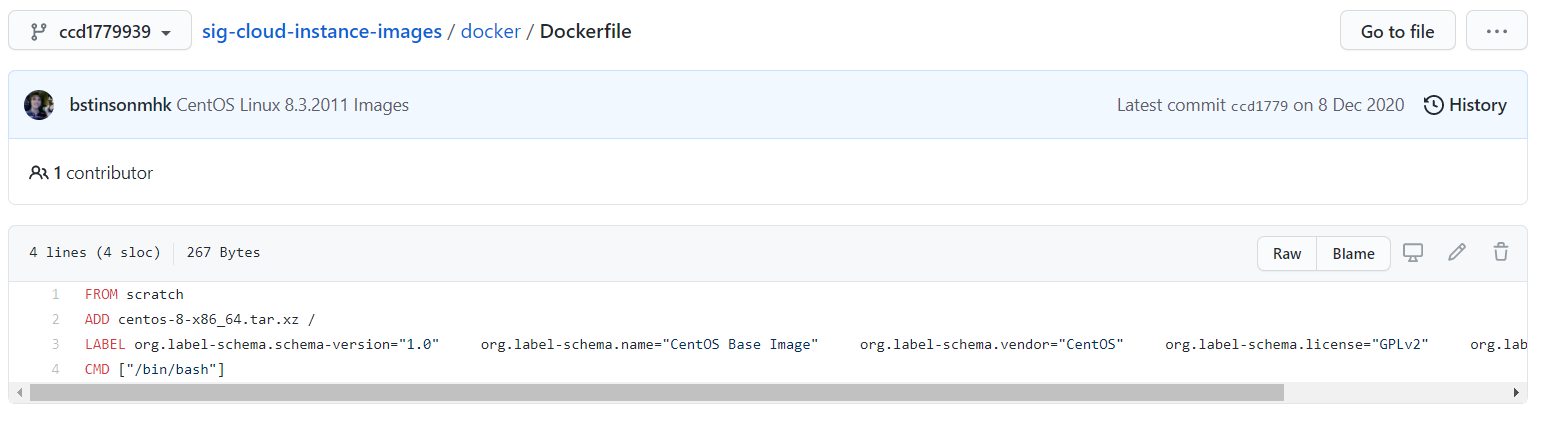 ccd1779939 sig-cloud-instance-images / docker / Dockerfile Go to file ...
bstinsonmhk CentOS Linux 8.3.2011 Images Latest commit ccd1779 on 8 Dec 2020 History
1 contributor
4 lines (4 sloc) 267 Bytes Raw Blame
1 FROM scratch
2 ADD centos-8-x86_64.tar.xz /
3 LABEL org.label-schema.schema-version="1.0" org.label-schema.name="CentOS Base Image" org.label-schema.vendor="CentOS" org.label-schema.license="GPLv2" org.lab
4 CMD ["/bin/bash"]